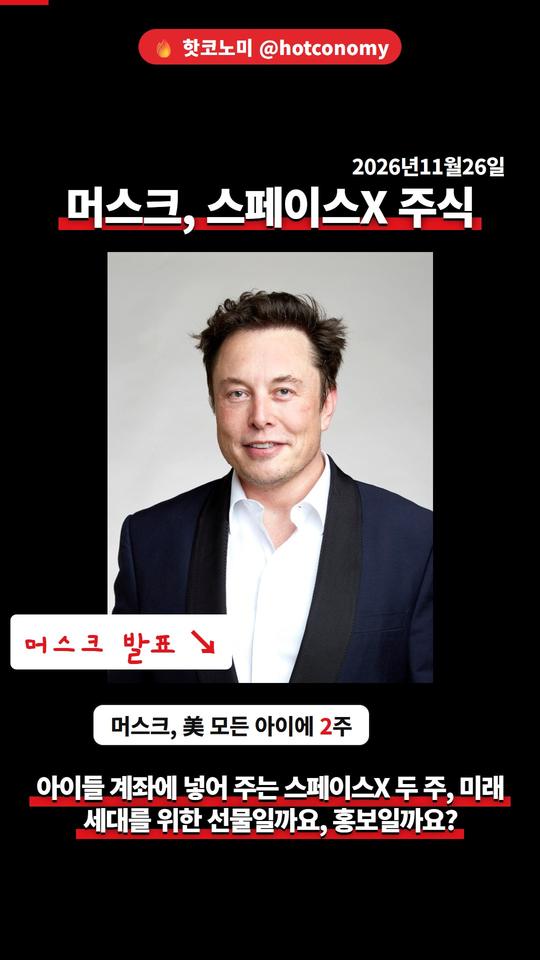 🔥 핫코노미 @hotconomy
2026년11월26일
머스크, 스페이스X 주식
머스크 발표 ↘
머스크, 美 모든 아이에 2주
아이들 계좌에 넣어 주는 스페이스X 두 주, 미래
세대를 위한 선물일까요, 홍보일까요?